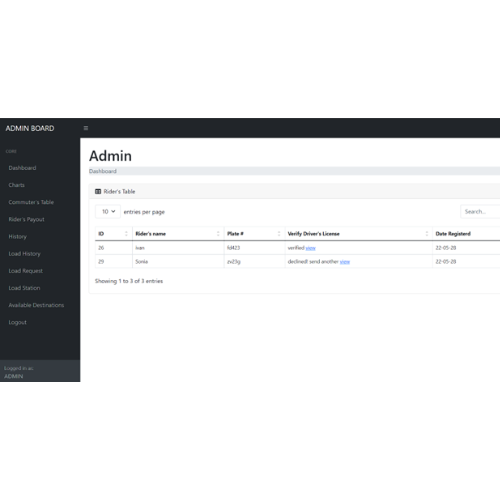 ADMIN BOARD
Admin
Dashboard
Dashboard
Charts
Commuter's Table
Rider's Payout
History
Load History
Load Request
Load Station
Available Destinations
Logout
Logged in as:
ADMIN
Rider's Table
10 entries per page
Search...
ID Rider's name Plate # Verify Driver's License Date Registerd
26 ivan verified view 22-05-28
29 Sonia zv23g declined! send another view 22-05-28
Showing 1 to 3 of 3 entries